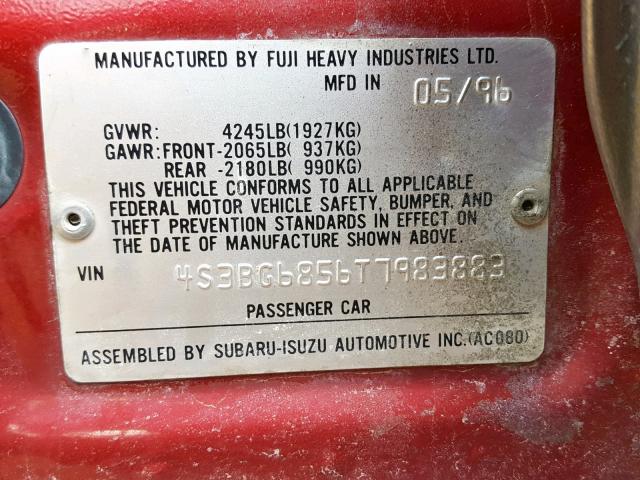 MANUFACTURED BY FUJI HEAVY INDUSTRIES LTD.
MFD IN 05/96
GVWR: 4245LB(1927KG)
GAWR:FRONT-2065LB( 937KG)
REAR -2180LB( 990KG)
THIS VEHICLE CONFORMS TO ALL APPLICABLE
FEDERAL MOTOR VEHICLE SAFETY, BUMPER, AND
THEFT PREVENTION STANDARDS IN EFFECT ON
THE DATE OF MANUFACTURE SHOWN ABOVE.
VIN 4S3BG6856T7983883
PASSENGER CAR
ASSEMBLED BY SUBARU-ISUZU AUTOMOTIVE INC.(AC080)